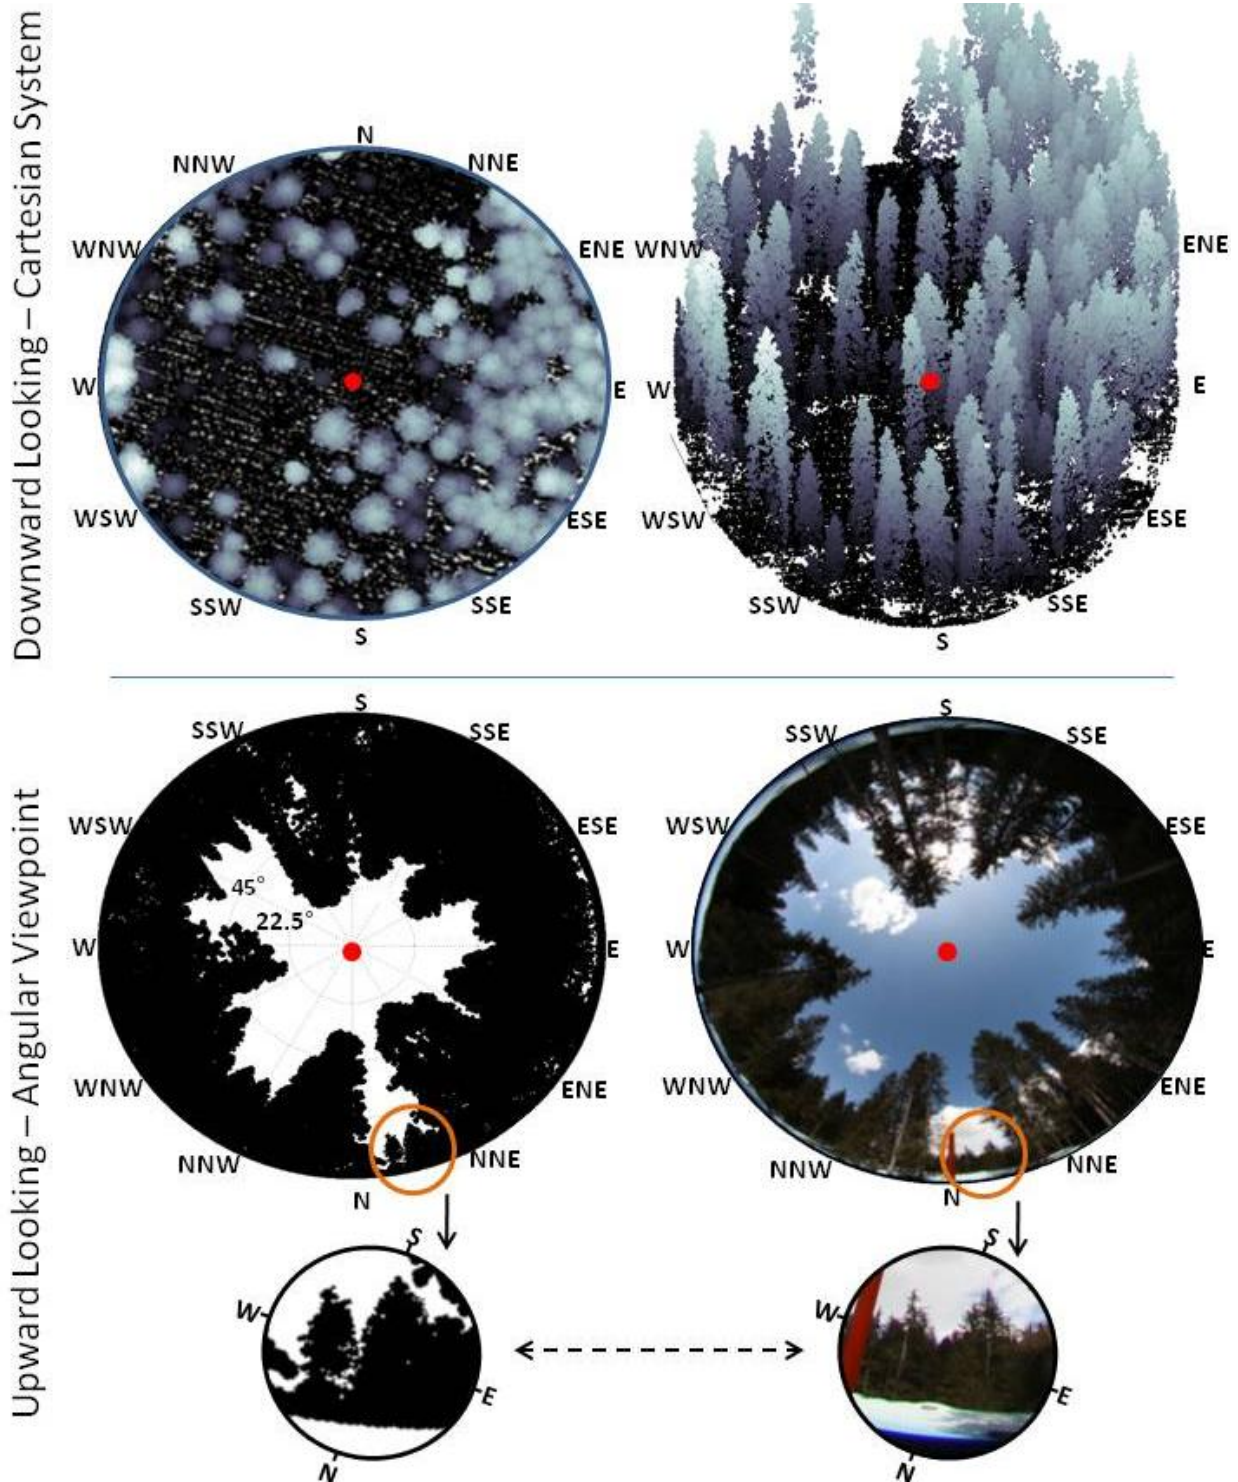 Downward Looking – Cartesian System
N
NNW
NNE
WNW
ENE
W
E
WSW
ESE
SSW
SSE
S
WNW
ENE
W
E
WSW
ESE
SSW
SSE
S
Upward Looking – Angular Viewpoint
S
SSW
SSE
WSW
ESE
45°
22.5°
W
E
WNW
ENE
NNW
NNE
N
S
SSW
SSE
WSW
ESE
W
E
WNW
ENE
NNW
NNE
N
S
W
E
N
S
W
E
N